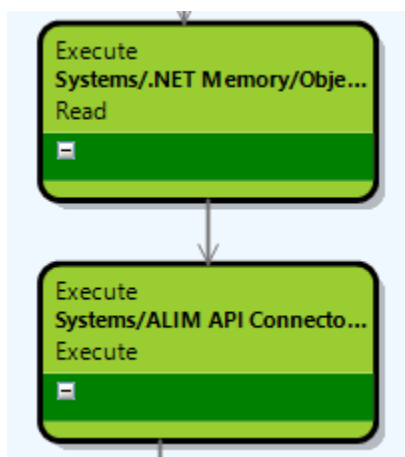 Execute
Systems/.NET Memory/Obje...
Read
Execute
Systems/ALIM API Connecto...
Execute